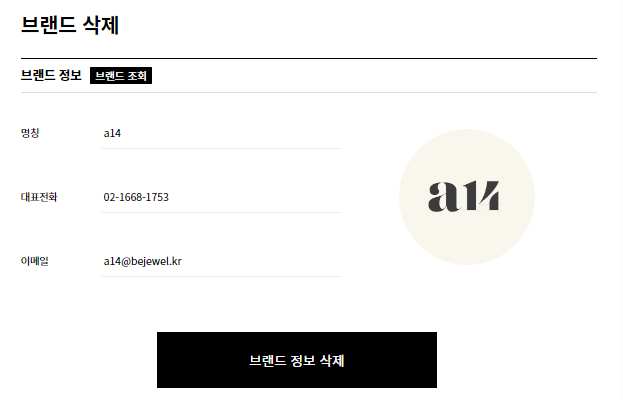 브랜드 삭제
브랜드 정보 브랜드 조회
명칭 a14
대표전화 02-1668-1753
이메일 a14@bejewel.kr
a14
브랜드 정보 삭제